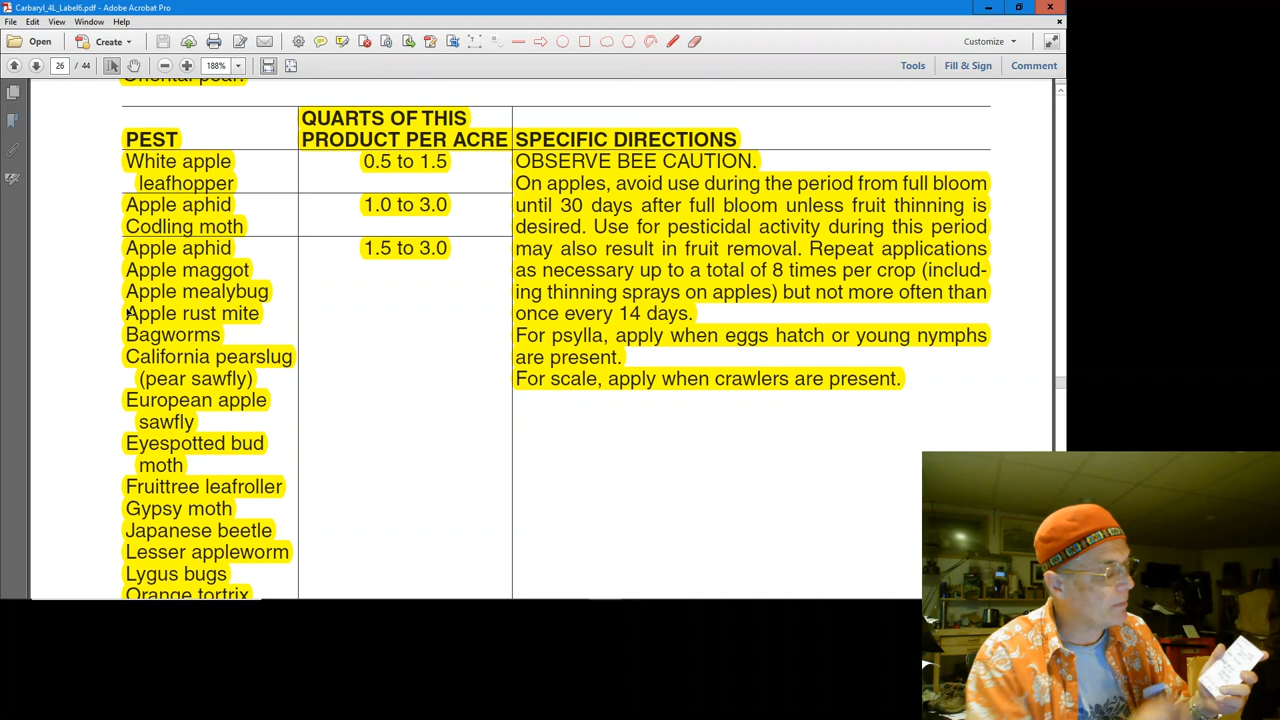 Carbaryl_4L_Label6.pdf - Adobe Acrobat Pro
File Edit View Window Help
Open Create Customize
26 / 44 188% Tools Fill & Sign Comment
Oriental pear.
PEST QUARTS OF THIS PRODUCT PER ACRE SPECIFIC DIRECTIONS
White apple
leafhopper
0.5 to 1.5
Apple aphid
Codling moth
1.0 to 3.0
Apple aphid
Apple maggot
Apple mealybug
Apple rust mite
Bagworms
California pearslug
(pear sawfly)
European apple
sawfly
Eyespotted bud
moth
Fruittree leafroller
Gypsy moth
Japanese beetle
Lesser appleworm
Lygus bugs
Orange tortrix
1.5 to 3.0
OBSERVE BEE CAUTION.
On apples, avoid use during the period from full bloom
until 30 days after full bloom unless fruit thinning is
desired. Use for pesticidal activity during this period
may also result in fruit removal. Repeat applications
as necessary up to a total of 8 times per crop (includ-
ing thinning sprays on apples) but not more often than
once every 14 days.
For psylla, apply when eggs hatch or young nymphs
are present.
For scale, apply when crawlers are present.